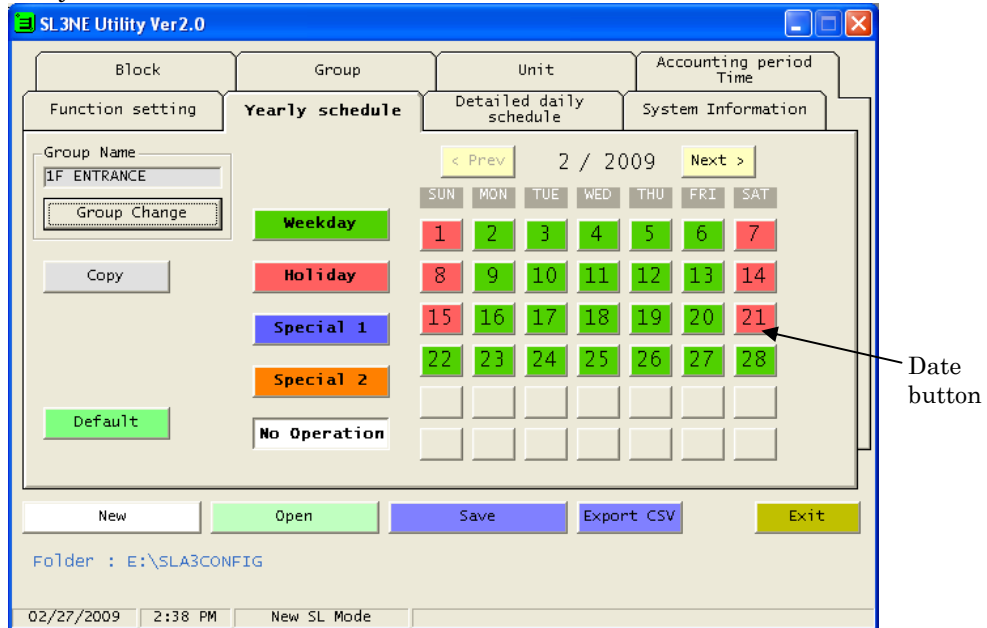 SL3NE Utility Ver2.0
Block Group Unit Accounting period Time
Function setting Yearly schedule Detailed daily schedule System Information
Group Name
1F ENTRANCE
Group Change
Copy
Default
Weekday
Holiday
Special 1
Special 2
No Operation
< Prev 2 / 2009 Next >
SUN MON TUE WED THU FRI SAT
1 2 3 4 5 6 7
8 9 10 11 12 13 14
15 16 17 18 19 20 21
22 23 24 25 26 27 28
Date
button
New Open Save Export CSV Exit
Folder : E:\SLA3CONFIG
02/27/2009 2:38 PM New SL Mode